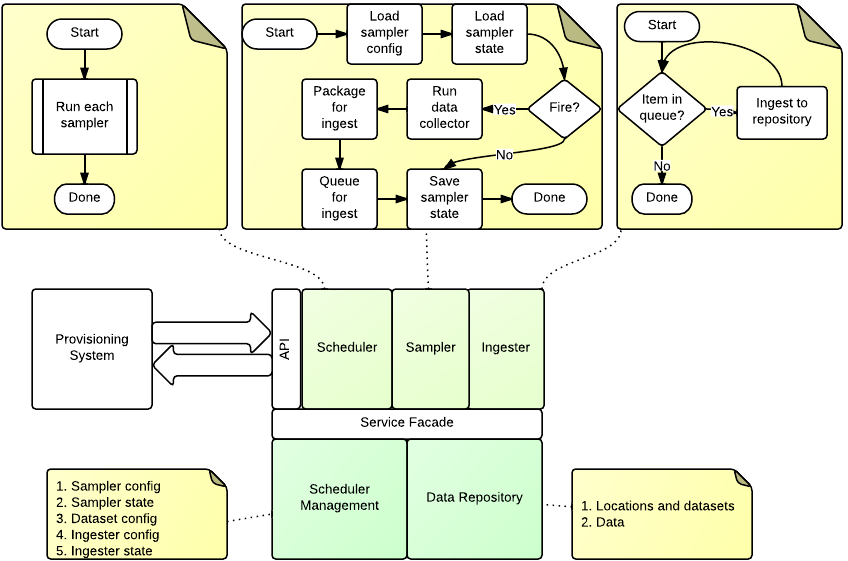 Start
Run each
sampler
Done
Start
Load
sampler
config
Load
sampler
state
Fire?
Yes
No
Run
data
collector
Package
for
ingest
Queue
for
ingest
Save
sampler
state
Done
Start
Item in
queue?
Yes
Ingest to
repository
No
Done
Provisioning
System
API
Scheduler
Sampler
Ingester
Service Facade
Scheduler
Management
Data Repository
1. Sampler config
2. Sampler state
3. Dataset config
4. Ingester config
5. Ingester state
1. Locations and datasets
2. Data